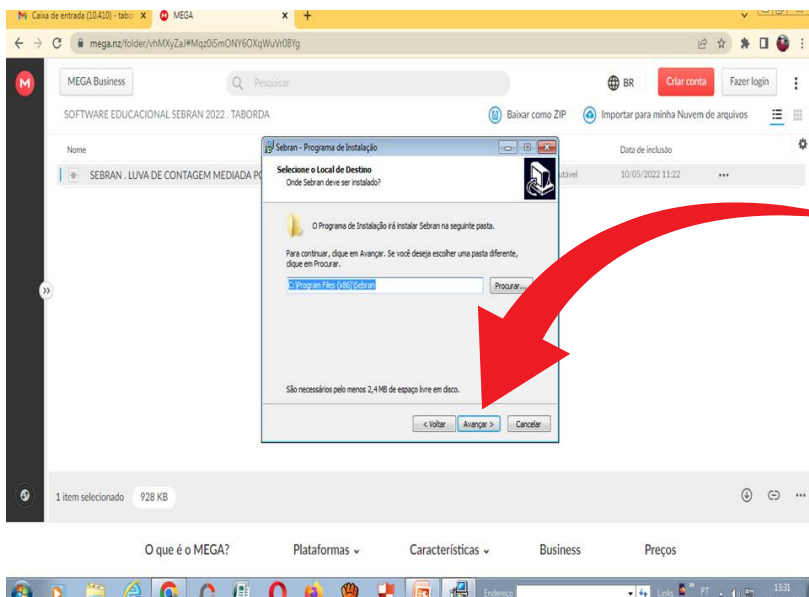 Caixa de entrada (10.410) - tabo
MEGA
mega.nz/folder/vhMXyZaJ#Mqz0iSmONY6OXqWuVr0BYg
M
MEGA Business
Pesquisar
BR
Criar conta
Fazer login
SOFTWARE EDUCACIONAL SEBRAN 2022 . TABORDA
Baixar como ZIP
Importar para minha Nuvem de arquivos
Nome
Data de inclusão
SEBRAN . LUVA DE CONTAGEM MEDIADA PO
utável
10/05/2022 11:22
Sebran - Programa de Instalação
Selecione o Local de Destino
Onde Sebran deve ser instalado?
O Programa de Instalação irá instalar Sebran na seguinte pasta.
Para continuar, clique em Avançar. Se você deseja escolher uma pasta diferente,
clique em Procurar.
C:\Program Files (x86)\Sebran
Procurar...
São necessários pelo menos 2,4 MB de espaço livre em disco.
< Voltar
Avançar >
Cancelar
1 item selecionado
928 KB
O que é o MEGA?
Plataformas
Características
Business
Preços
Endereço
Links
PT
13:31